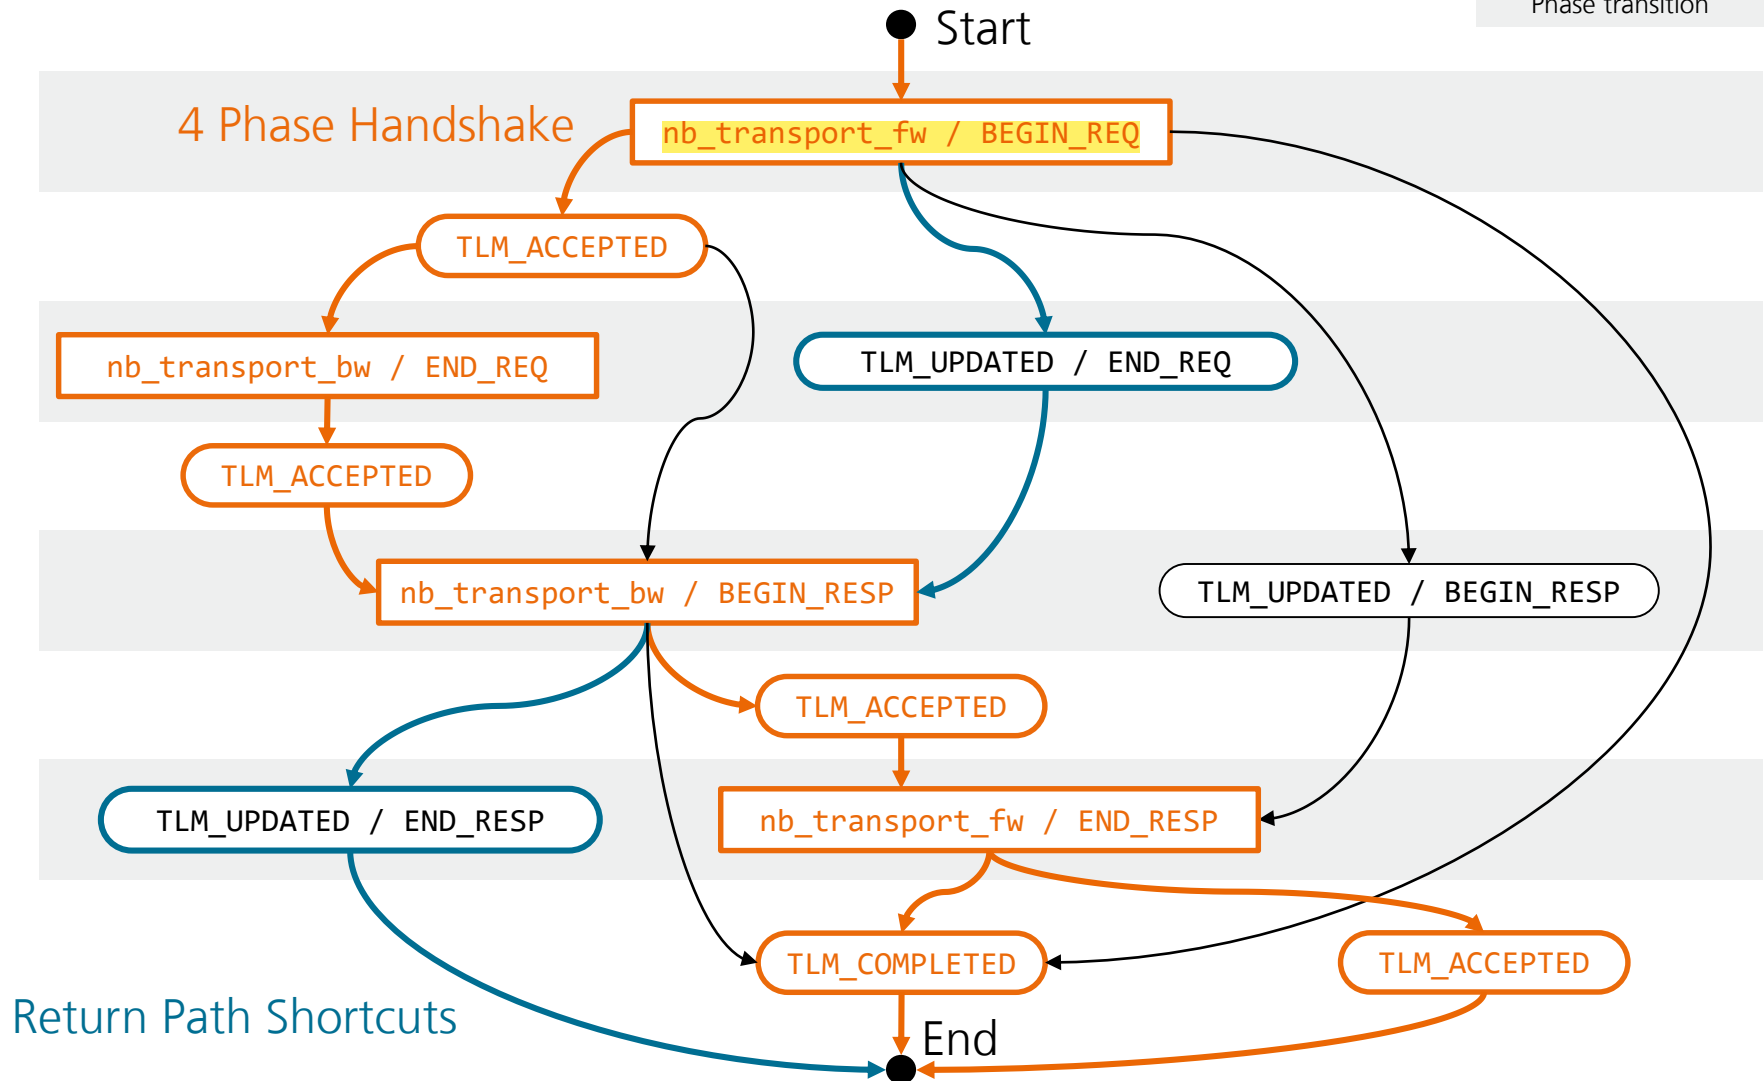 Phase transition
Start
4 Phase Handshake
nb_transport_fw / BEGIN_REQ
TLM_ACCEPTED
nb_transport_bw / END_REQ
TLM_UPDATED / END_REQ
TLM_ACCEPTED
nb_transport_bw / BEGIN_RESP
TLM_UPDATED / BEGIN_RESP
TLM_ACCEPTED
TLM_UPDATED / END_RESP
nb_transport_fw / END_RESP
TLM_COMPLETED
TLM_ACCEPTED
Return Path Shortcuts
End